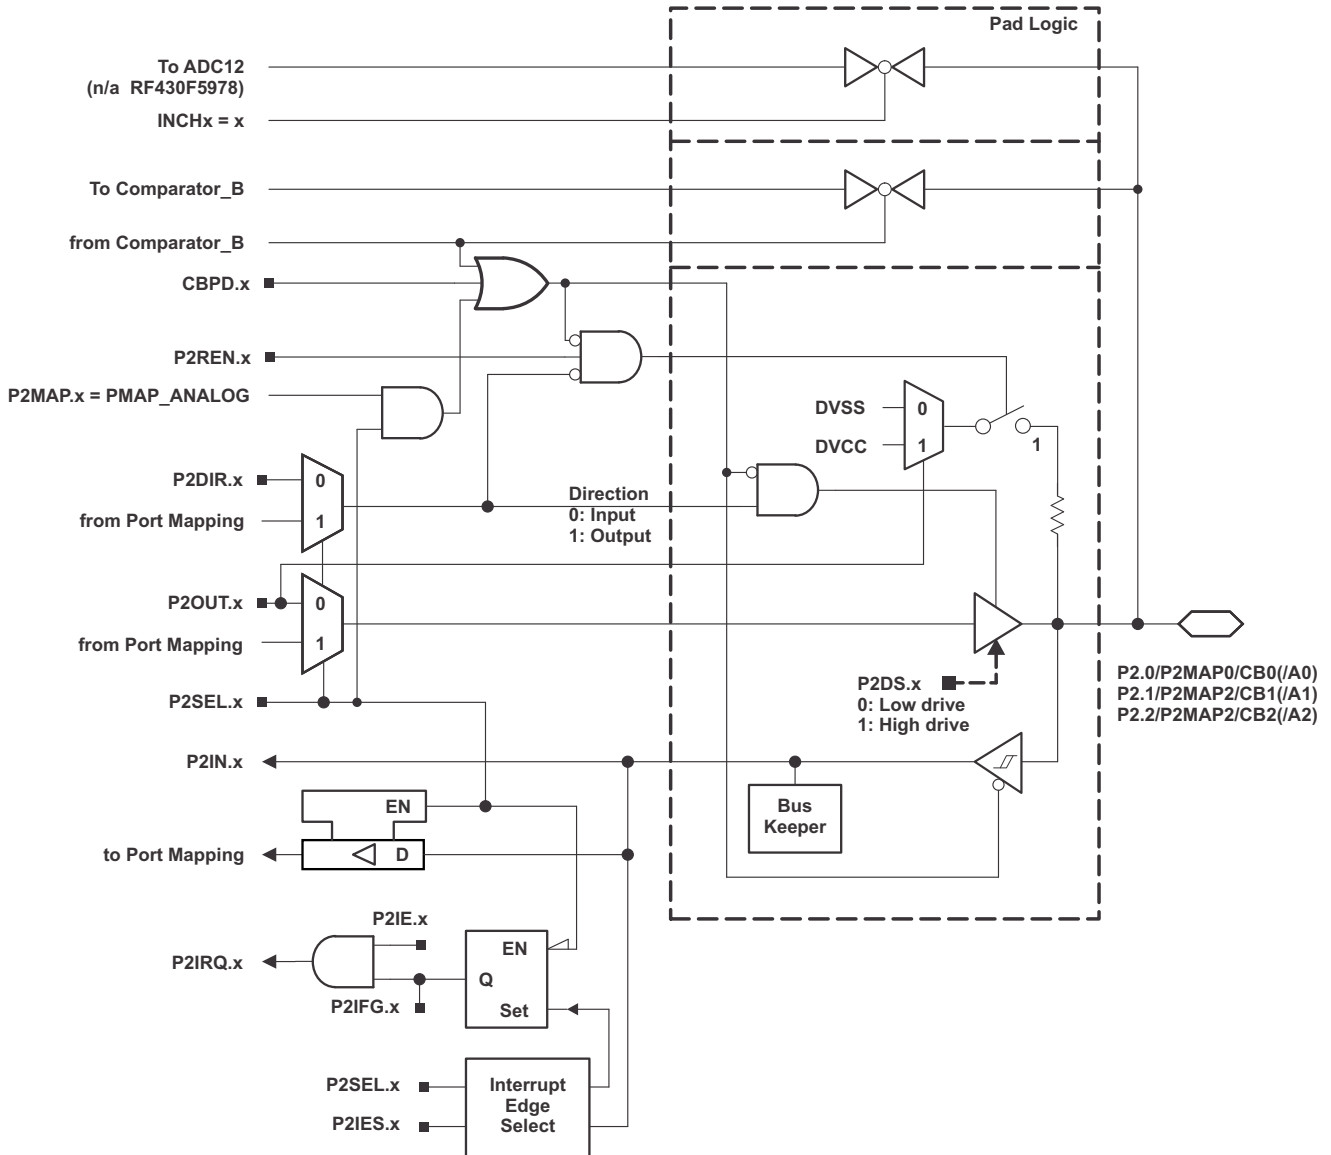 Pad Logic
To ADC12
(n/a RF430F5978)
INCHx = x
To Comparator_B
from Comparator_B
CBPD.x
P2REN.x
P2MAP.x = PMAP_ANALOG
DVSS
0
DVCC
1
1
P2DIR.x
0
from Port Mapping
1
Direction
0: Input
1: Output
P2OUT.x
0
from Port Mapping
1
P2DS.x
0: Low drive
1: High drive
P2.0/P2MAP0/CB0(/A0)
P2.1/P2MAP2/CB1(/A1)
P2.2/P2MAP2/CB2(/A2)
P2SEL.x
P2IN.x
Bus
Keeper
EN
to Port Mapping
D
P2IE.x
P2IRQ.x
EN
Q
P2IFG.x
Set
P2SEL.x
P2IES.x
Interrupt
Edge
Select